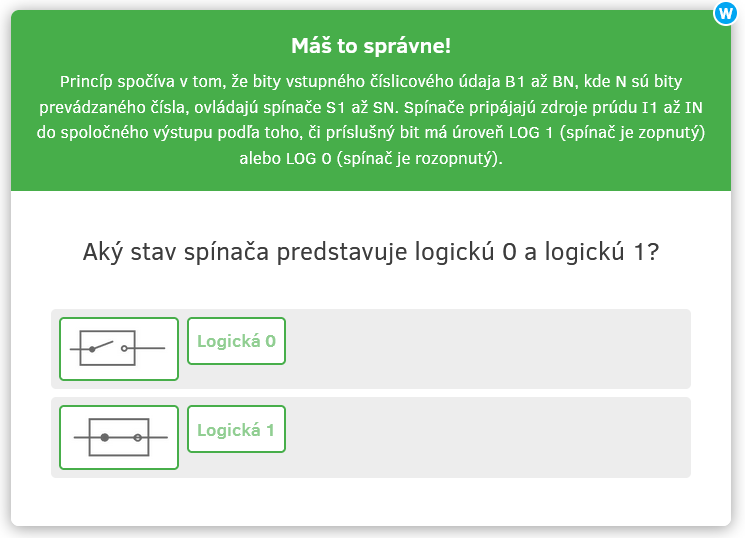 W
Máš to správne!
Princíp spočíva v tom, že bity vstupného číslicového údaja B1 až BN, kde N sú bity
prevádzaného čísla, ovládajú spínače S1 až SN. Spínače pripájajú zdroje prúdu I1 až IN
do spoločného výstupu podľa toho, či príslušný bit má úroveň LOG 1 (spínač je zopnutý)
alebo LOG 0 (spínač je rozopnutý).
Aký stav spínača predstavuje logickú 0 a logickú 1?
Logická 0
Logická 1